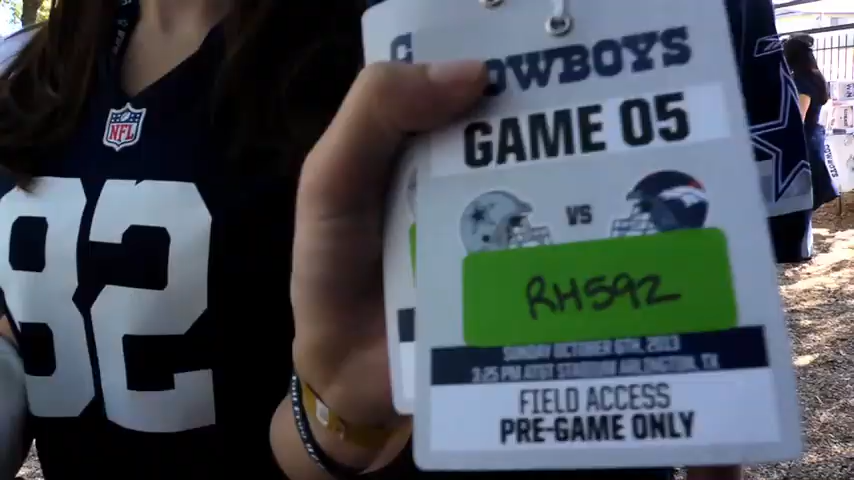 COWBOYS
GAME 05
VS
RH592
SUNDAY OCTOBER 6TH, 2013
3:25 PM AT&T STADIUM ARLINGTON, TX
FIELD ACCESS
PRE-GAME ONLY
NFL
82